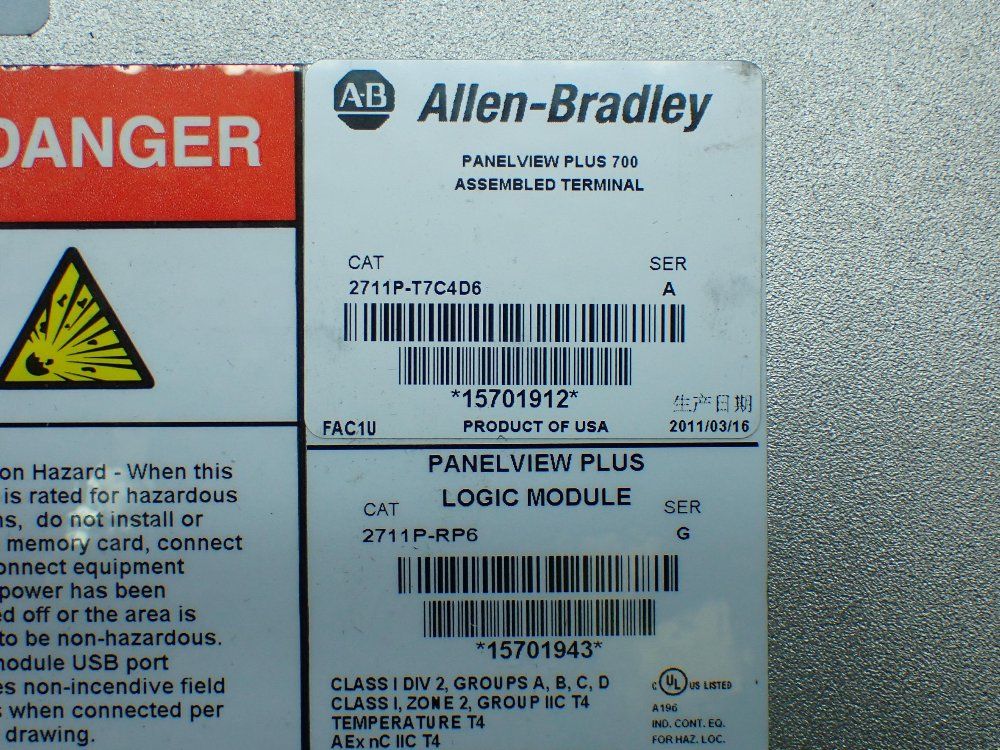 DANGER
on Hazard - When this
is rated for hazardous
ns, do not install or
memory card, connect
onnect equipment
power has been
ed off or the area is
to be non-hazardous.
module USB port
es non-incendive field
s when connected per
drawing.
A-B Allen-Bradley
PANELVIEW PLUS 700
ASSEMBLED TERMINAL
CAT SER
2711P-T7C4D6 A
*15701912*
生产日期
FAC1U PRODUCT OF USA 2011/03/16
PANELVIEW PLUS
LOGIC MODULE
CAT SER
2711P-RP6 G
*15701943*
CLASS I DIV 2, GROUPS A, B, C, D
CLASS I, ZONE 2, GROUP IIC T4
TEMPERATURE T4
AEx nC IIC T4
c UL US LISTED
A196
IND. CONT. EQ.
FOR HAZ. LOC.